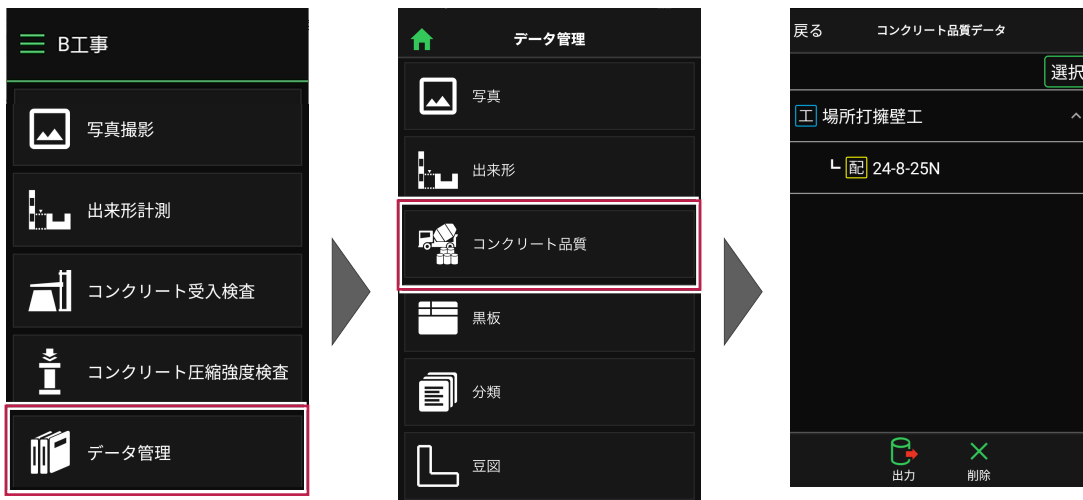 B工事
写真撮影
出来形計測
コンクリート受入検査
コンクリート圧縮強度検査
データ管理
データ管理
写真
出来形
コンクリート品質
黒板
分類
豆図
戻る
コンクリート品質データ
選択
工 場所打擁壁工
配 24-8-25N
出力
削除